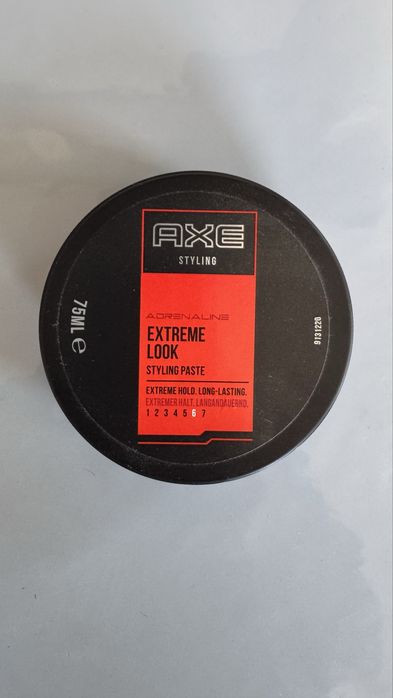 AXE
STYLING
ADRENALINE
EXTREME
LOOK
STYLING PASTE
EXTREME HOLD. LONG-LASTING.
EXTREMER HALT. LANGANDAUERND.
1 2 3 4 5 6 7
75ML ℮
9131220